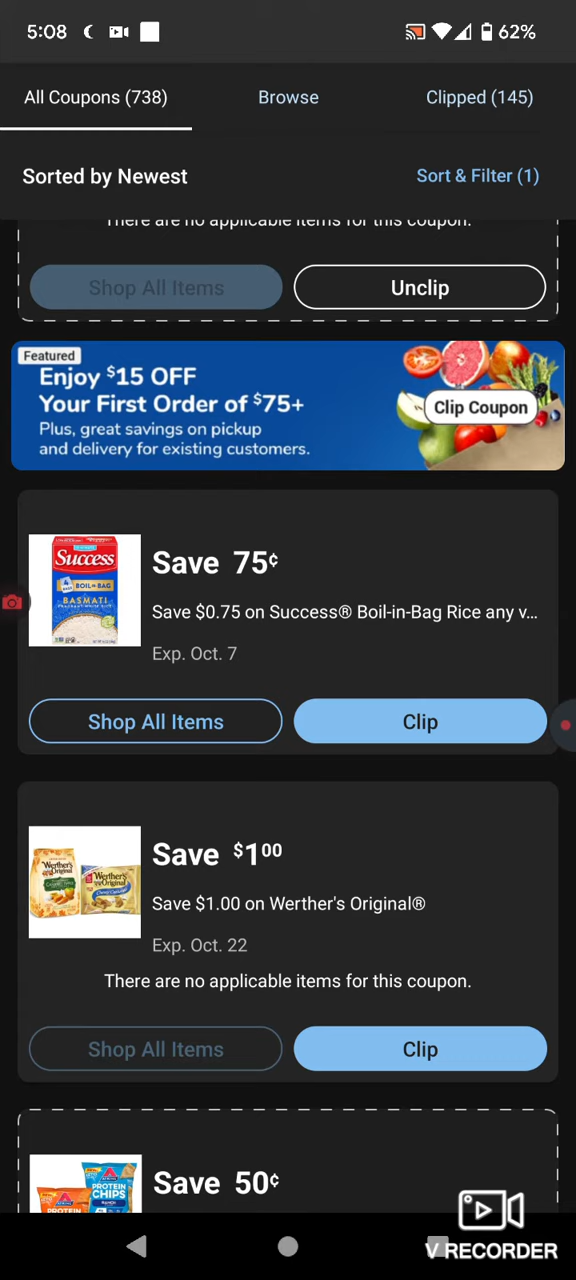 5:08
62%
All Coupons (738)
Browse
Clipped (145)
Sorted by Newest
Sort & Filter (1)
There are no applicable items for this coupon.
Shop All Items
Unclip
Featured
Enjoy $15 OFF
Your First Order of $75+
Plus, great savings on pickup
and delivery for existing customers.
Clip Coupon
Success
BOIL-IN-BAG
BASMATI
Save 75¢
Save $0.75 on Success® Boil-in-Bag Rice any v...
Exp. Oct. 7
Shop All Items
Clip
Werther's
Original
Werther's
Original
Save $100
Save $1.00 on Werther's Original®
Exp. Oct. 22
There are no applicable items for this coupon.
Shop All Items
Clip
PROTEIN
CHIPS
PROTEIN
Save 50¢
V RECORDER